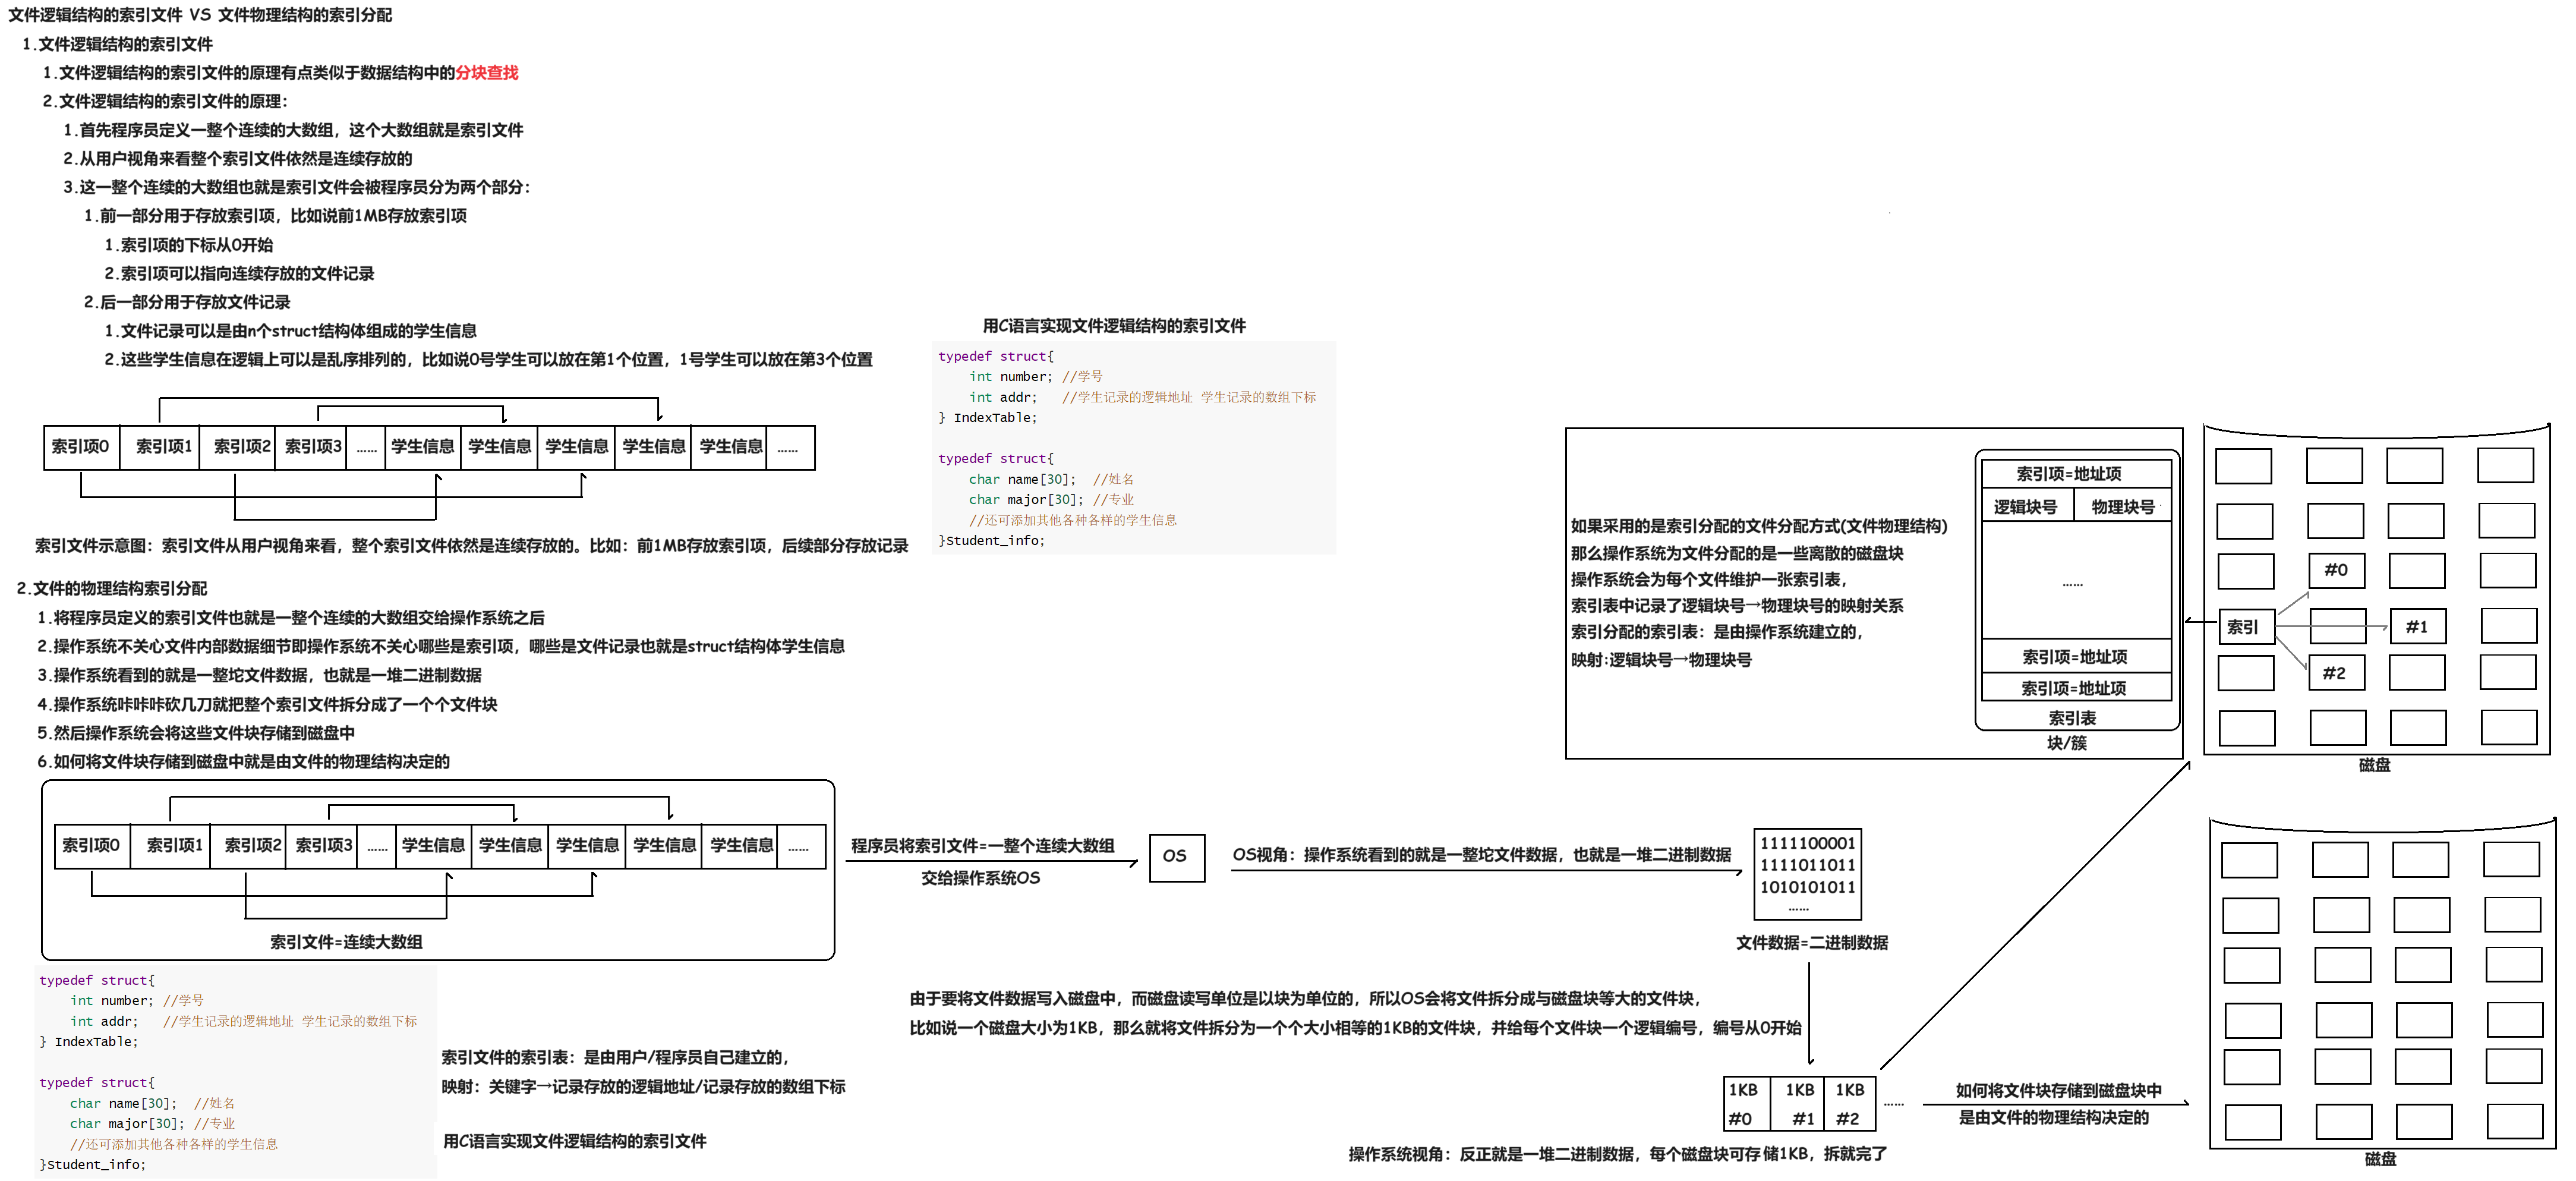 文件逻辑结构的索引文件 VS 文件物理结构的索引分配
1.文件逻辑结构的索引文件
1.文件逻辑结构的索引文件的原理有点类似于数据结构中的分块查找
2.文件逻辑结构的索引文件的原理：
1.首先程序员定义一整个连续的大数组，这个大数组就是索引文件
2.从用户视角来看整个索引文件依然是连续存放的
3.这一整个连续的大数组也就是索引文件会被程序员分为两个部分：
1.前一部分用于存放索引项，比如说前1MB存放索引项
1.索引项的下标从0开始
2.索引项可以指向连续存放的文件记录
2.后一部分用于存放文件记录
1.文件记录可以是由n个struct结构体组成的学生信息
2.这些学生信息在逻辑上可以是乱序排列的，比如说0号学生可以放在第1个位置，1号学生可以放在第3个位置
索引项0 索引项1 索引项2 索引项3 …… 学生信息 学生信息 学生信息 学生信息 学生信息 ……
索引文件示意图：索引文件从用户视角来看，整个索引文件依然是连续存放的。比如：前1MB存放索引项，后续部分存放记录
用C语言实现文件逻辑结构的索引文件
typedef struct{
int number; //学号
int addr; //学生记录的逻辑地址 学生记录的数组下标
} IndexTable;
typedef struct{
char name[30]; //姓名
char major[30]; //专业
//还可添加其他各种各样的学生信息
}Student_info;
2.文件的物理结构索引分配
1.将程序员定义的索引文件也就是一整个连续的大数组交给操作系统之后
2.操作系统不关心文件内部数据细节即操作系统不关心哪些是索引项，哪些是文件记录也就是struct结构体学生信息
3.操作系统看到的就是一整坨文件数据，也就是一堆二进制数据
4.操作系统咔咔咔砍几刀就把整个索引文件拆分成了一个个文件块
5.然后操作系统会将这些文件块存储到磁盘中
6.如何将文件块存储到磁盘中就是由文件的物理结构决定的
索引项0 索引项1 索引项2 索引项3 …… 学生信息 学生信息 学生信息 学生信息 学生信息 ……
索引文件=连续大数组
typedef struct{
int number; //学号
int addr; //学生记录的逻辑地址 学生记录的数组下标
} IndexTable;
typedef struct{
char name[30]; //姓名
char major[30]; //专业
//还可添加其他各种各样的学生信息
}Student_info;
索引文件的索引表：是由用户/程序员自己建立的，
映射：关键字→记录存放的逻辑地址/记录存放的数组下标
用C语言实现文件逻辑结构的索引文件
程序员将索引文件=一整个连续大数组
交给操作系统OS
OS
OS视角：操作系统看到的就是一整坨文件数据，也就是一堆二进制数据
1111100001
1111011011
1010101011
……
文件数据=二进制数据
由于要将文件数据写入磁盘中，而磁盘读写单位是以块为单位的，所以OS会将文件拆分成与磁盘块等大的文件块，
比如说一个磁盘大小为1KB，那么就将文件拆分为一个个大小相等的1KB的文件块，并给每个文件块一个逻辑编号，编号从0开始
1KB 1KB 1KB
#0 #1 #2
……
操作系统视角：反正就是一堆二进制数据，每个磁盘块可存储1KB，拆就完了
如何将文件块存储到磁盘块中
是由文件的物理结构决定的
如果采用的是索引分配的文件分配方式(文件物理结构)
那么操作系统为文件分配的是一些离散的磁盘块
操作系统会为每个文件维护一张索引表，
索引表中记录了逻辑块号→物理块号的映射关系
索引分配的索引表：是由操作系统建立的，
映射:逻辑块号→物理块号
索引项=地址项
逻辑块号 物理块号
……
索引项=地址项
索引项=地址项
索引表
块/簇
#0
索引
#1
#2
磁盘
磁盘